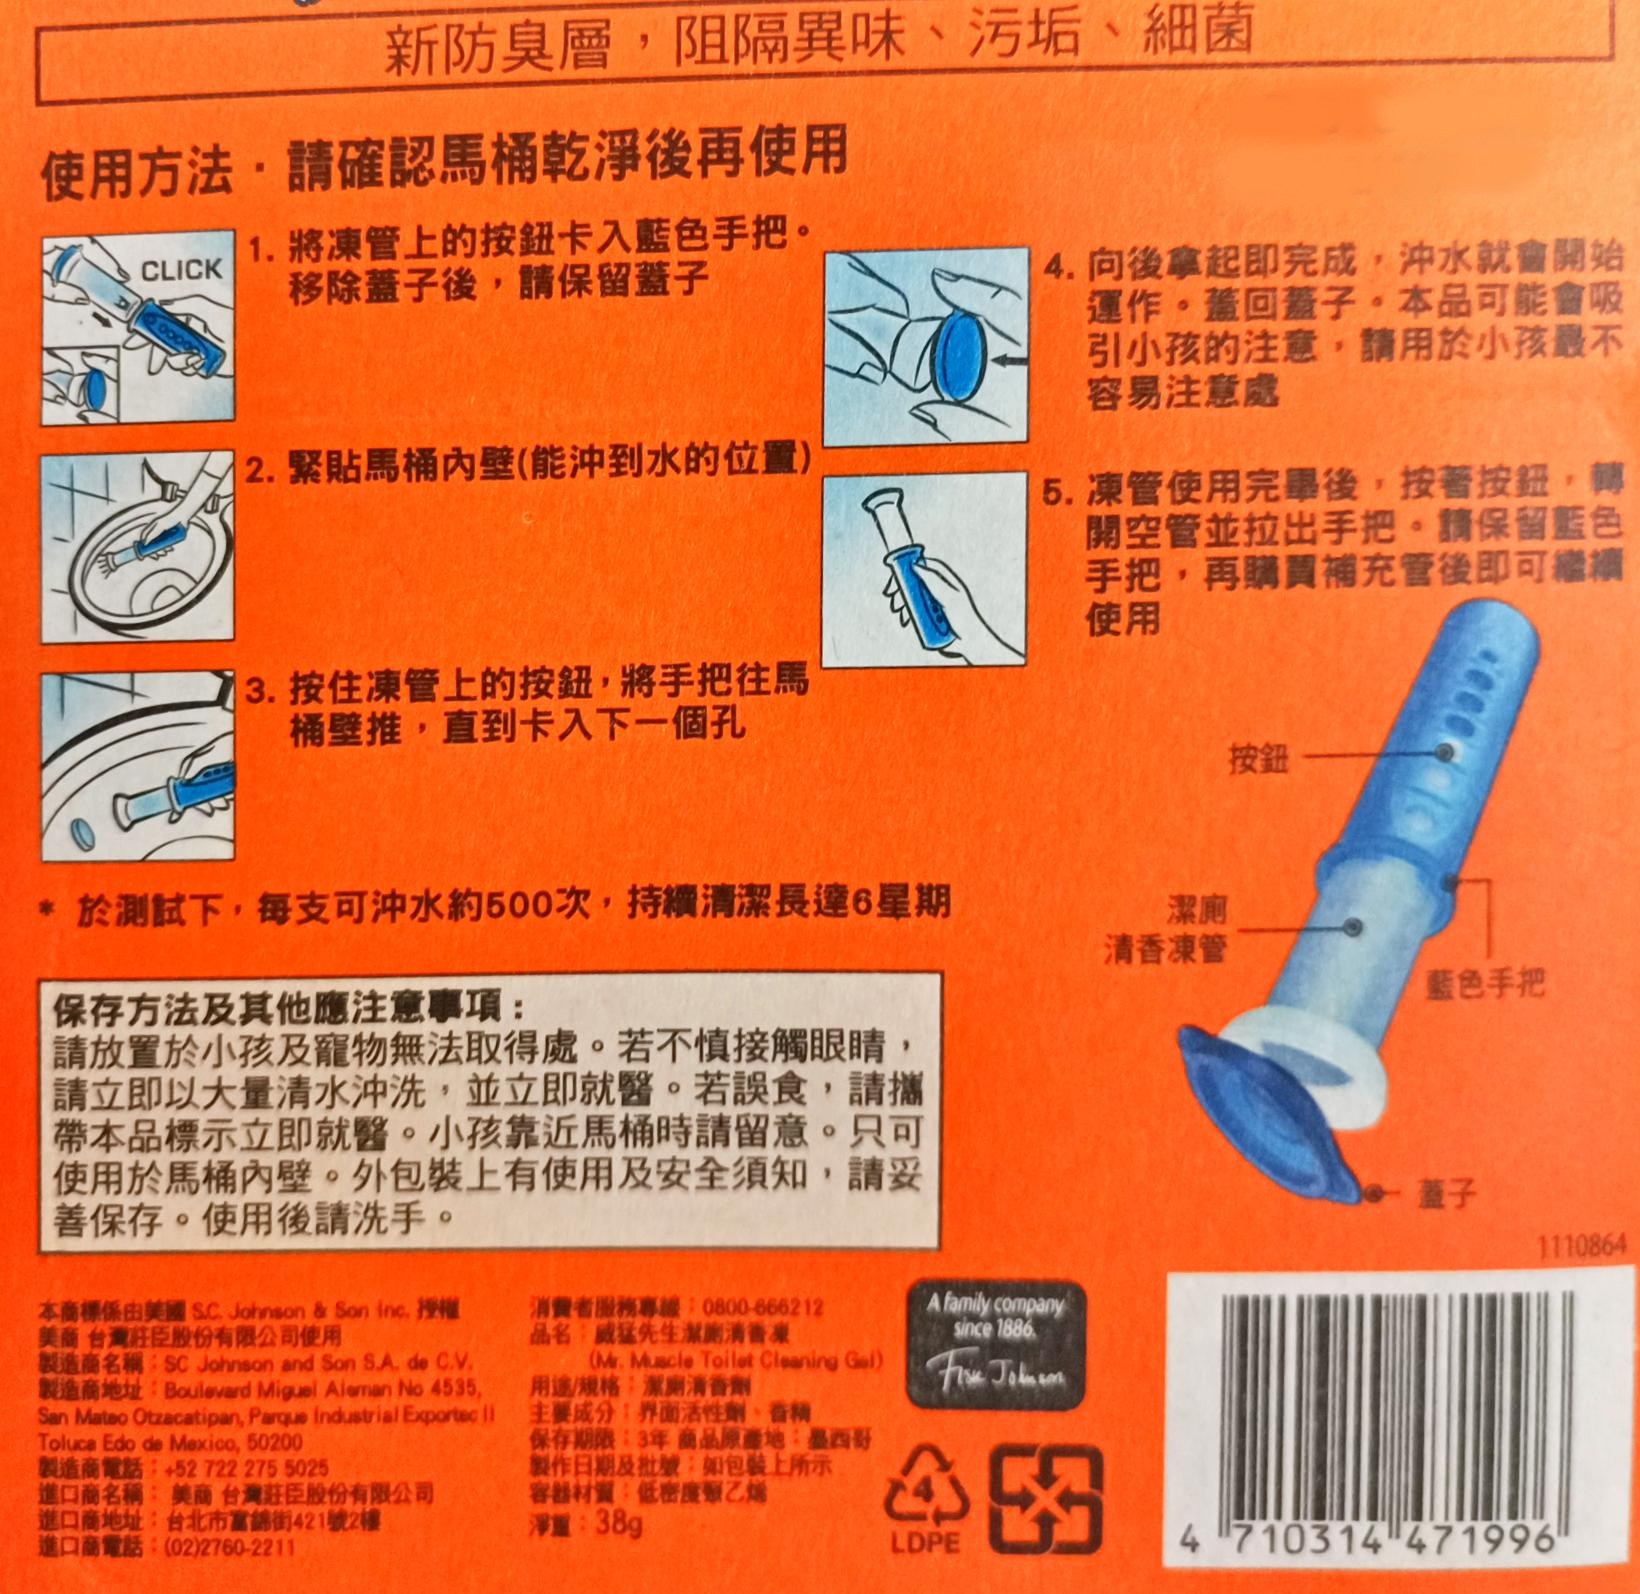 新防臭層，阻隔異味、污垢、細菌
使用方法·請確認馬桶乾淨後再使用
CLICK
1. 將凍管上的按鈕卡入藍色手把。
移除蓋子後，請保留蓋子
2. 緊貼馬桶內壁(能沖到水的位置)
3. 按住凍管上的按鈕，將手把往馬
桶壁推，直到卡入下一個孔
4. 向後拿起即完成，沖水就會開始
運作。蓋回蓋子。本品可能會吸
引小孩的注意，請用於小孩最不
容易注意處
5. 凍管使用完畢後，按著按鈕，轉
開空管並拉出手把。請保留藍色
手把，再購買補充管後即可繼續
使用
按鈕
潔廁
清香凍管
藍色手把
蓋子
* 於測試下，每支可沖水約500次，持續清潔長達6星期
保存方法及其他應注意事項：
請放置於小孩及寵物無法取得處。若不慎接觸眼睛，
請立即以大量清水沖洗，並立即就醫。若誤食，請攜
帶本品標示立即就醫。小孩靠近馬桶時請留意。只可
使用於馬桶內壁。外包裝上有使用及安全須知，請妥
善保存。使用後請洗手。
1110864
本商標係由美國 S.C. Johnson & Son Inc. 授權
美商 台灣莊臣股份有限公司使用
製造商名稱：SC Johnson and Son S.A. de C.V.
製造商地址：Boulevard Miguel Aleman No 4535,
San Mateo Otzacatipan, Parque Industrial Exportec II
Toluca Edo de Mexico, 50200
製造商電話：+52 722 275 5025
進口商名稱：美商 台灣莊臣股份有限公司
進口商地址：台北市富錦街421號2樓
進口商電話：(02)2760-2211
消費者服務專線：0800-666212
品名：威猛先生潔廁清香凍
(Mr. Muscle Toilet Cleaning Gel)
用途/規格：潔廁清香劑
主要成分：界面活性劑、香精
保存期限：3年 商品原產地：墨西哥
製作日期及批號：如包裝上所示
容器材質：低密度聚乙烯
淨重：38g
A family company
since 1886.
Fisk Johnson
4
LDPE
4 710314 471996